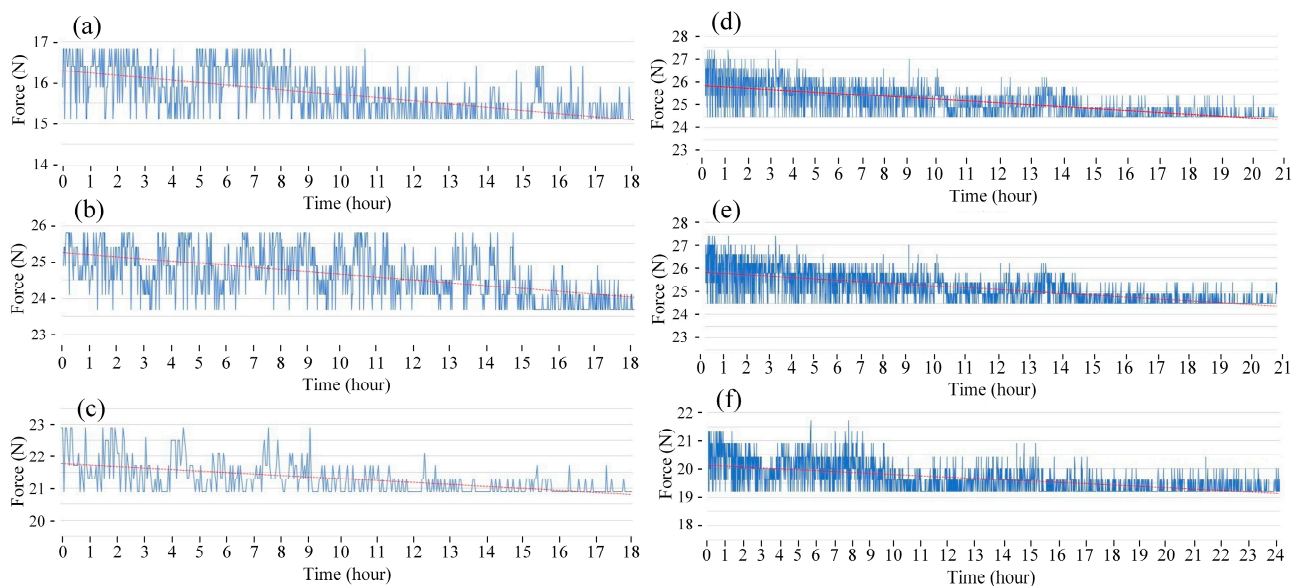 (a)
Force (N)
17
16
15
14
0 1 2 3 4 5 6 7 8 9 10 11 12 13 14 15 16 17 18
Time (hour)
(b)
Force (N)
26
25
24
23
0 1 2 3 4 5 6 7 8 9 10 11 12 13 14 15 16 17 18
Time (hour)
(c)
Force (N)
23
22
21
20
0 1 2 3 4 5 6 7 8 9 10 11 12 13 14 15 16 17 18
Time (hour)
(d)
Force (N)
28
27
26
25
24
23
0 1 2 3 4 5 6 7 8 9 10 11 12 13 14 15 16 17 18 19 20 21
Time (hour)
(e)
Force (N)
28
27
26
25
24
23
0 1 2 3 4 5 6 7 8 9 10 11 12 13 14 15 16 17 18 19 20 21
Time (hour)
(f)
Force (N)
22
21
20
19
18
0 1 2 3 4 5 6 7 8 9 10 11 12 13 14 15 16 17 18 19 20 21 22 23 24
Time (hour)